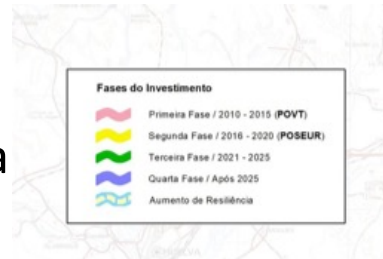 Fases do Investimento
Primeira Fase / 2010 - 2015 (POVT)
Segunda Fase / 2016 - 2020 (POSEUR)
a
Terceira Fase / 2021 - 2025
Quarta Fase / Após 2025
Aumento de Resiliência